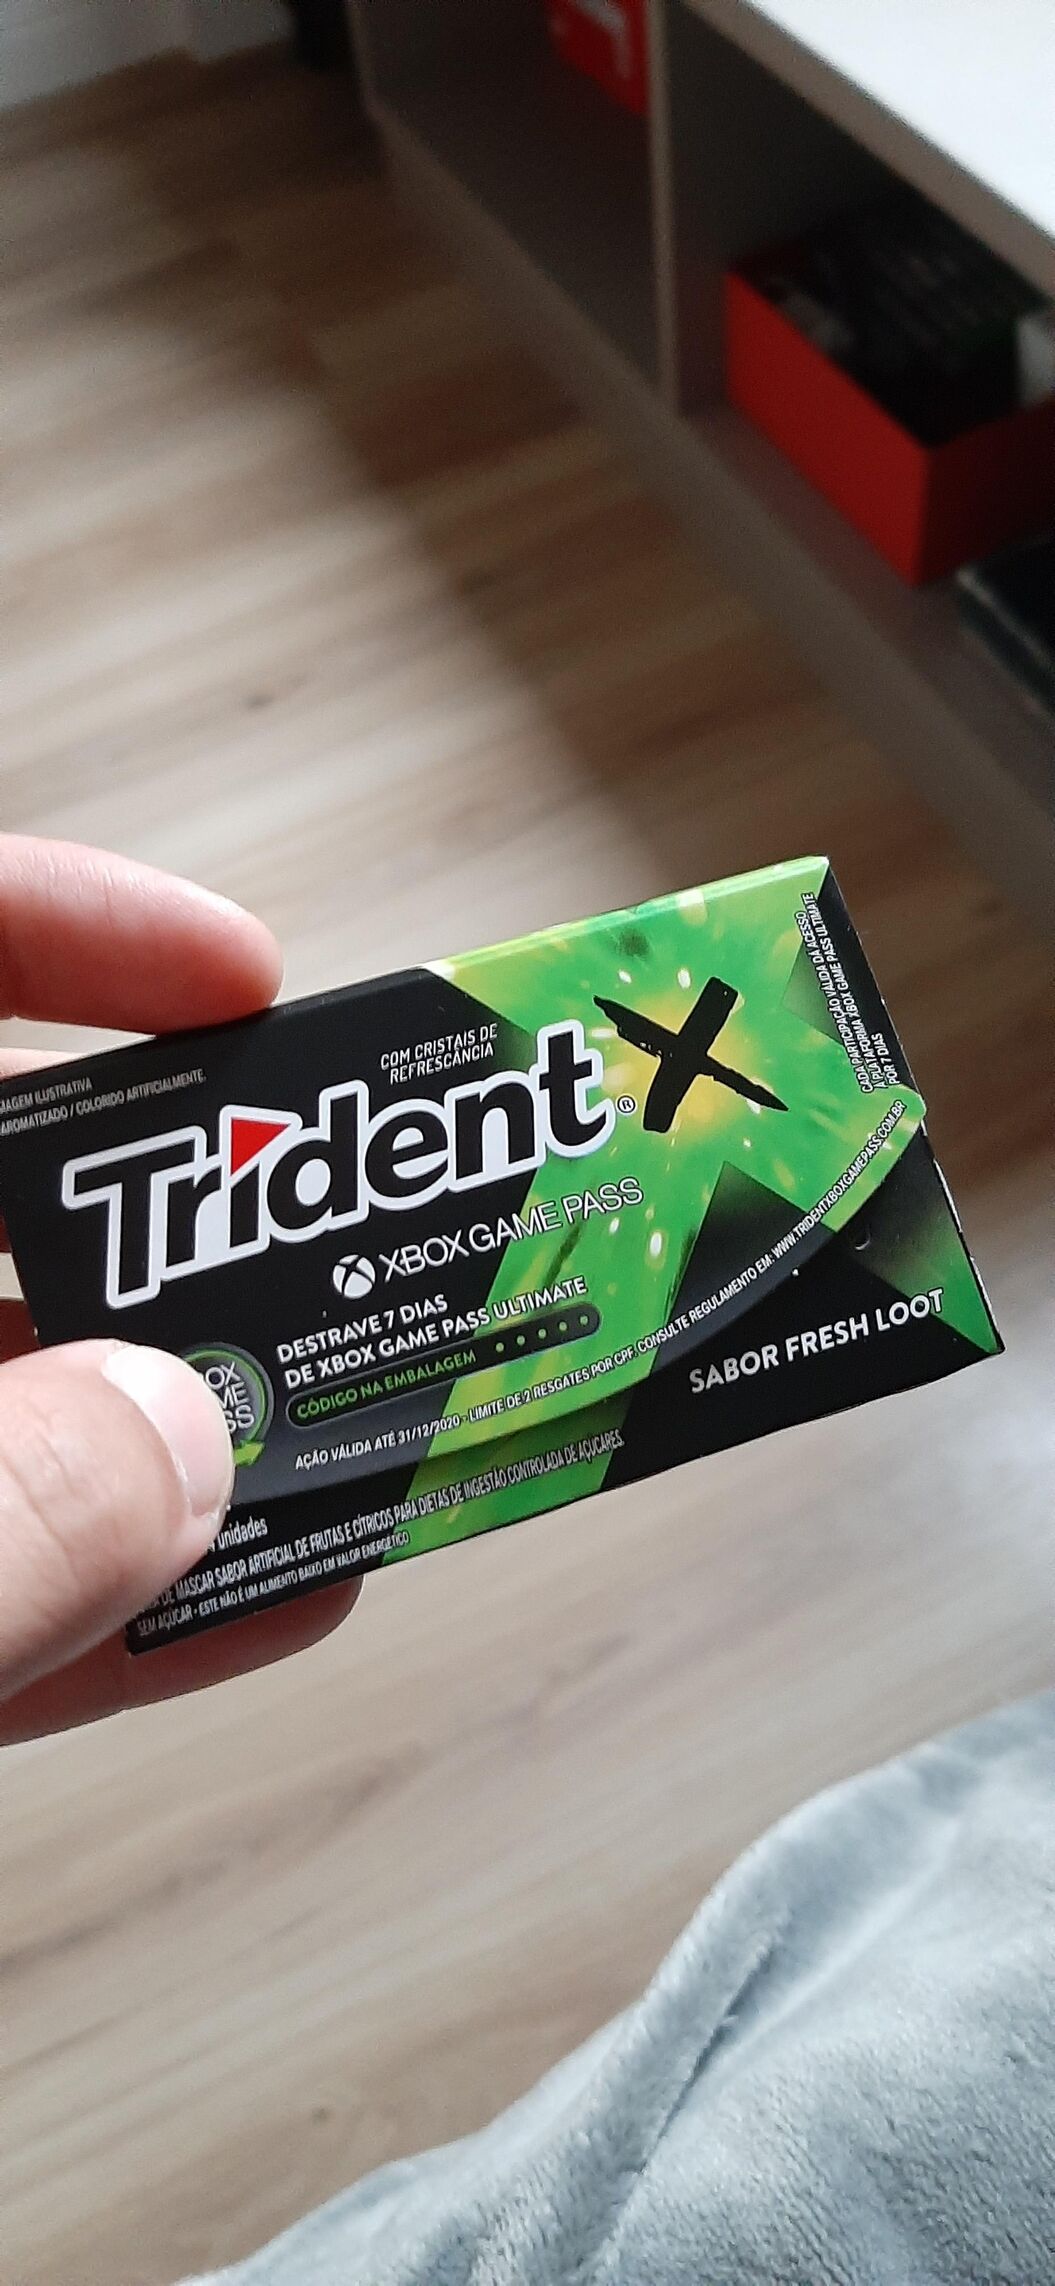 IMAGEM ILUSTRATIVA
AROMATIZADO / COLORIDO ARTIFICIALMENTE.
COM CRISTAIS DE
REFRESCÂNCIA
Trident® X
XBOX GAME PASS
DESTRAVE 7 DIAS
DE XBOX GAME PASS ULTIMATE
CÓDIGO NA EMBALAGEM
AÇÃO VÁLIDA ATÉ 31/12/2020 - LIMITE DE 2 RESGATES POR CPF. CONSULTE REGULAMENTO EM: WWW.TRIDENTXBOXGAMEPASS.COM.BR
CADA PARTICIPAÇÃO VÁLIDA DÁ ACESSO
À PLATAFORMA XBOX GAME PASS ULTIMATE
POR 7 DIAS
SABOR FRESH LOOT
unidades
DE MASCAR SABOR ARTIFICIAL DE FRUTAS E CÍTRICOS PARA DIETAS DE INGESTÃO CONTROLADA DE AÇÚCARES.
SEM AÇÚCAR - ESTE NÃO É UM ALIMENTO BAIXO EM VALOR ENERGÉTICO